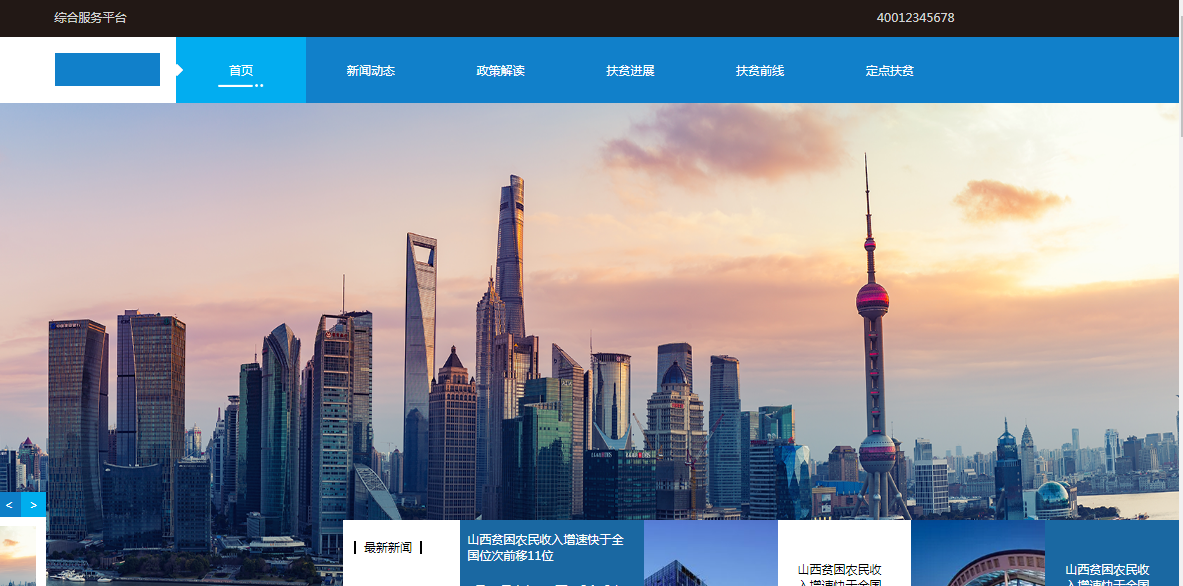 综合服务平台
40012345678
首页
新闻动态
政策解读
扶贫进展
扶贫前线
定点扶贫
< >
最新新闻
山西贫困农民收入增速快于全
国位次前移11位
山西贫困农民收
入增速快于全国
山西贫困农民收
入增速快于全国